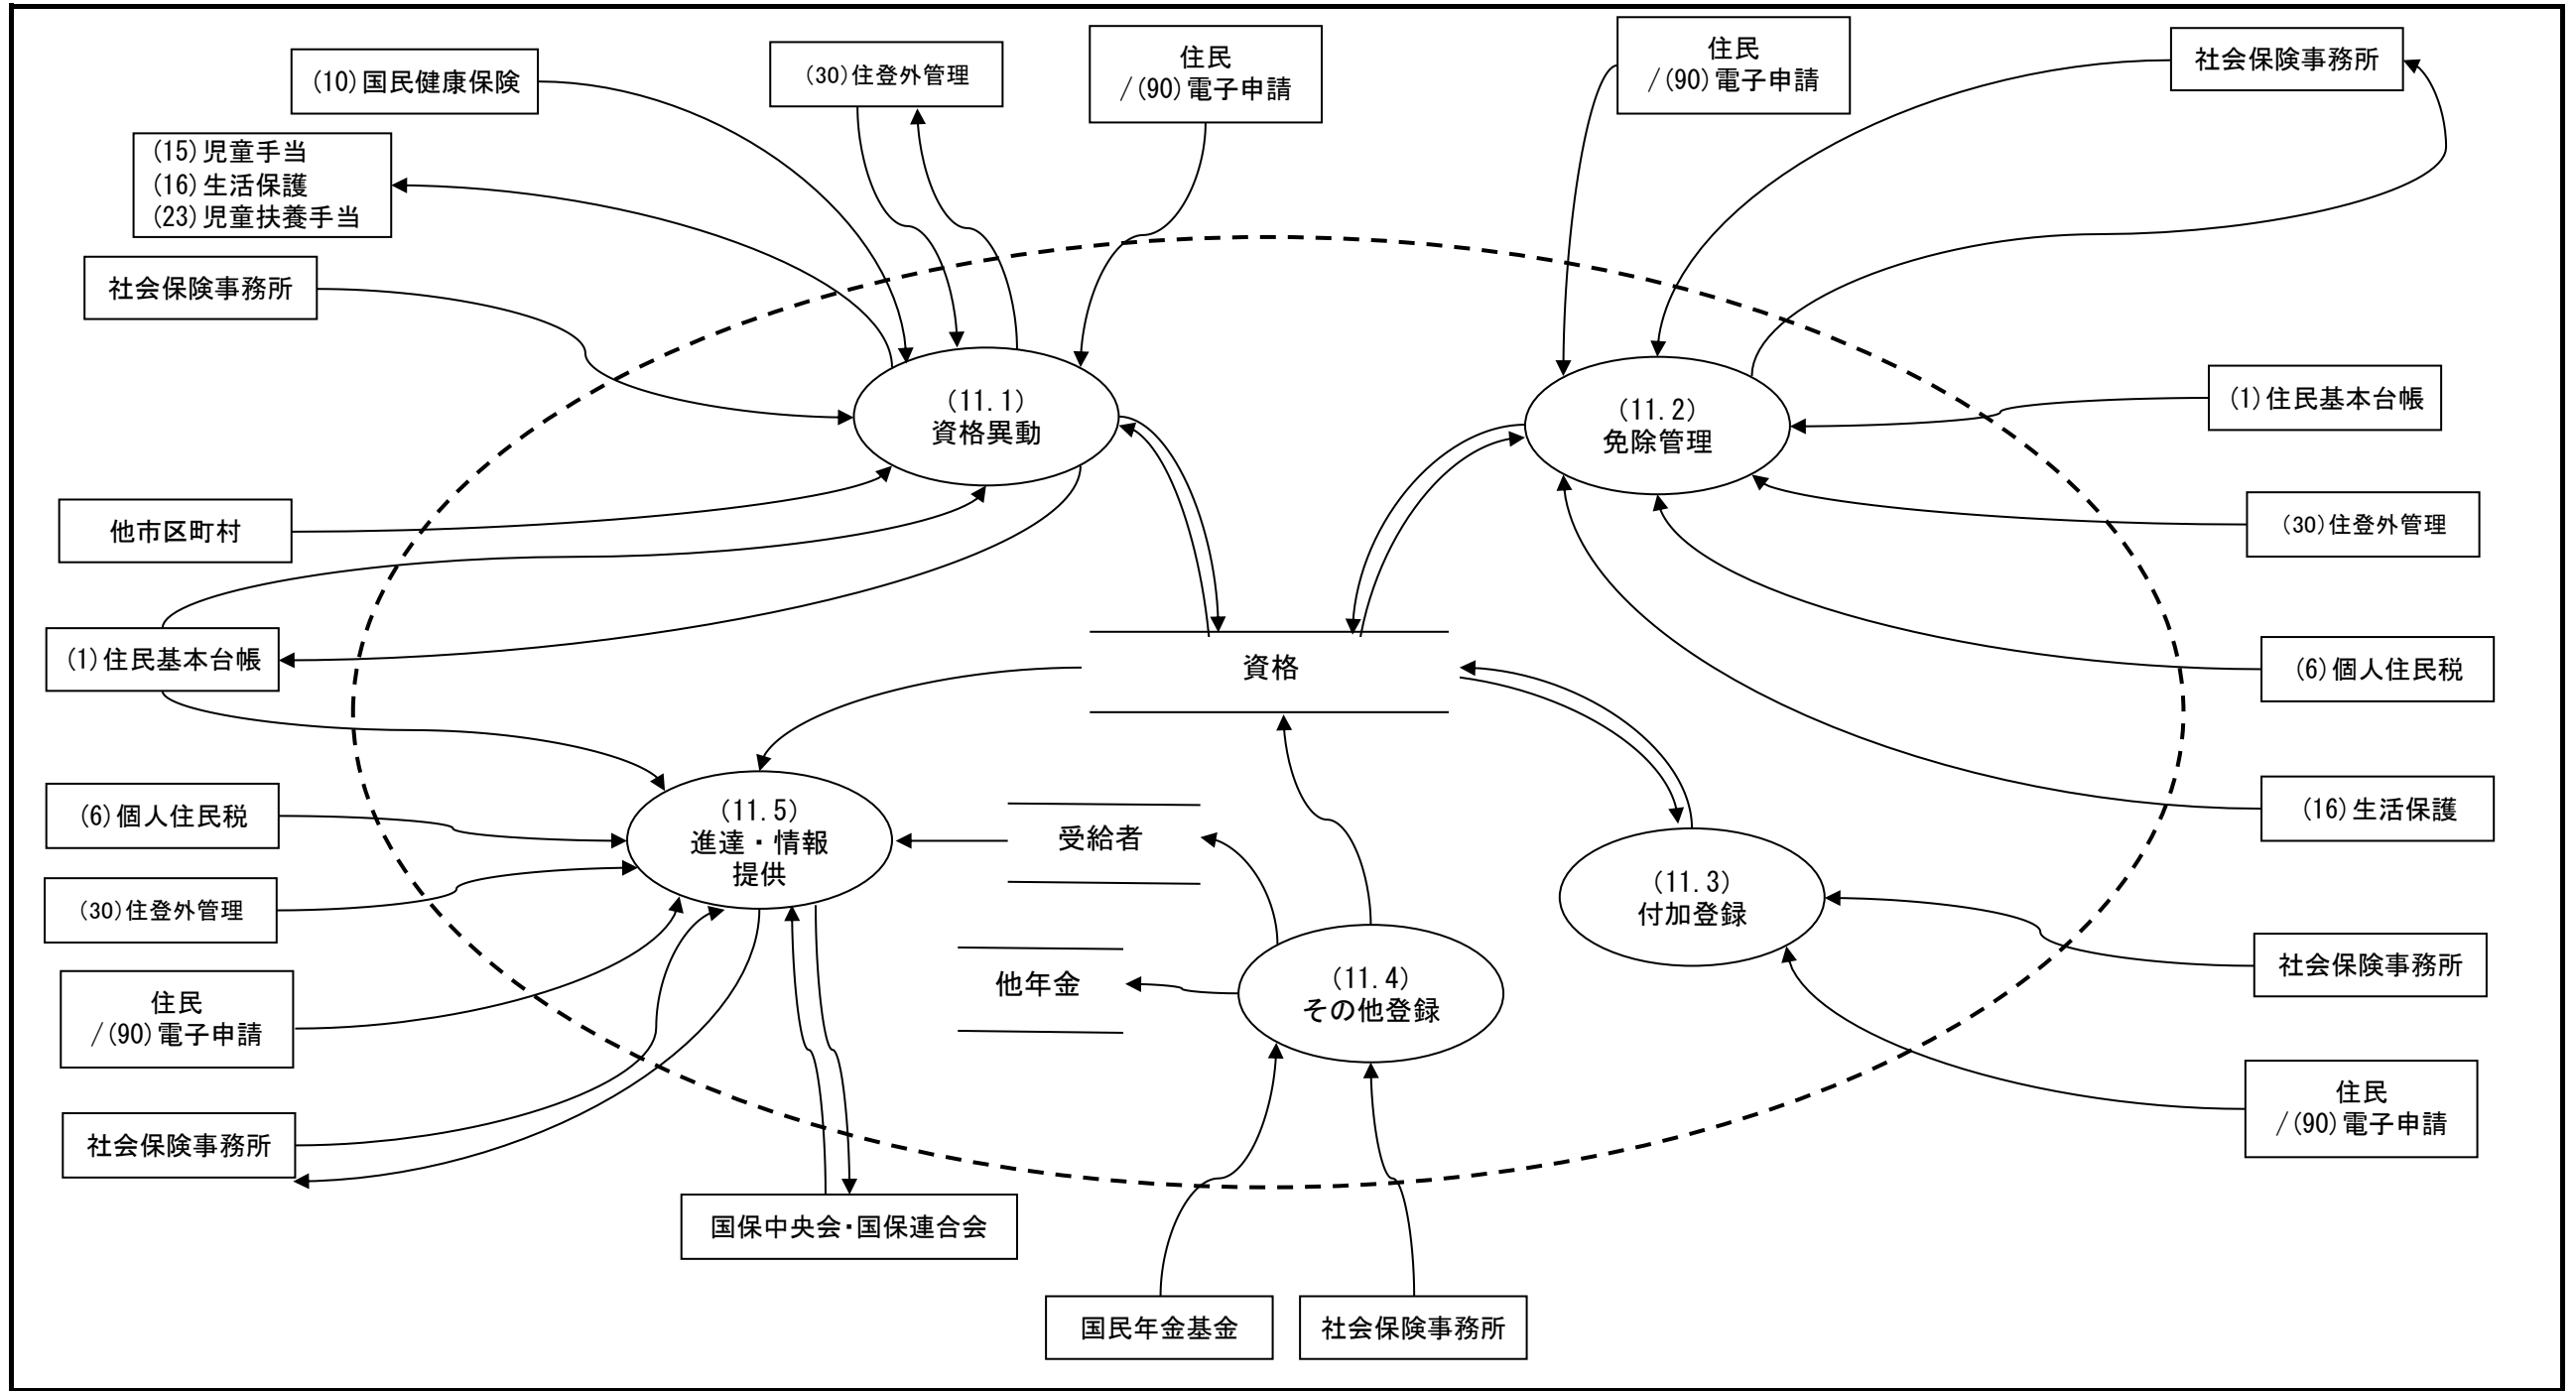 (10)国民健康保険
(30)住登外管理
住民
/(90)電子申請
住民
/(90)電子申請
社会保険事務所
(15)児童手当
(16)生活保護
(23)児童扶養手当
社会保険事務所
(11.1)
資格異動
(11.2)
免除管理
(1)住民基本台帳
他市区町村
(30)住登外管理
(1)住民基本台帳
資格
(6)個人住民税
(6)個人住民税
(11.5)
進達・情報
提供
受給者
(16)生活保護
(11.3)
付加登録
(30)住登外管理
他年金
(11.4)
その他登録
社会保険事務所
住民
/(90)電子申請
住民
/(90)電子申請
社会保険事務所
国保中央会・国保連合会
国民年金基金
社会保険事務所